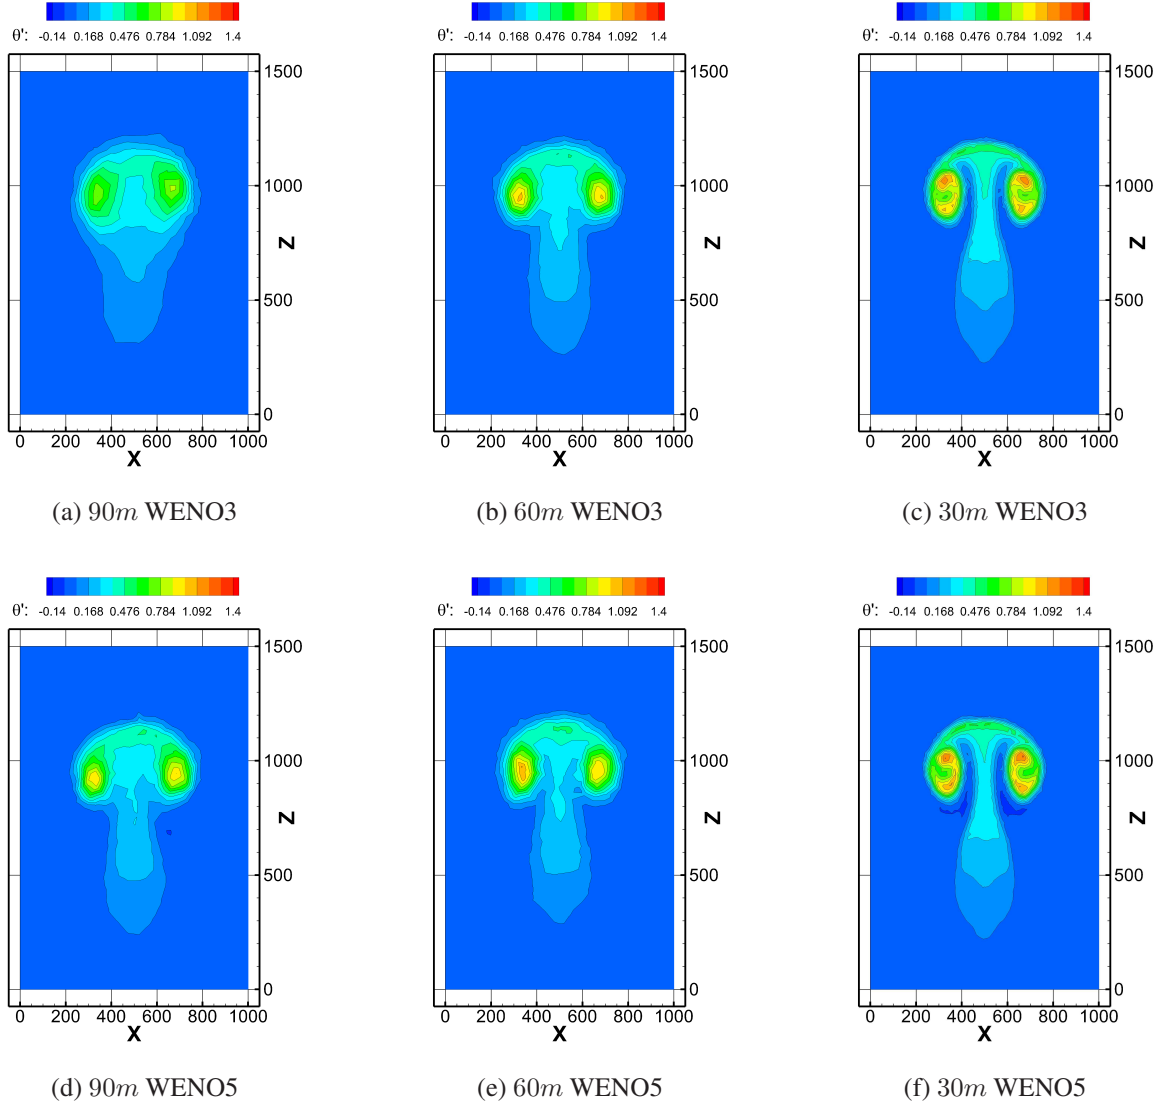 θ': -0.14 0.168 0.476 0.784 1.092 1.4 θ': -0.14 0.168 0.476 0.784 1.092 1.4 θ': -0.14 0.168 0.476 0.784 1.092 1.4
1500 1500 1500
1000 1000 1000
Z Z Z
500 500 500
0 0 0
0 200 400 600 800 1000 0 200 400 600 800 1000 0 200 400 600 800 1000
X X X
(a) 90m WENO3 (b) 60m WENO3 (c) 30m WENO3
θ': -0.14 0.168 0.476 0.784 1.092 1.4 θ': -0.14 0.168 0.476 0.784 1.092 1.4 θ': -0.14 0.168 0.476 0.784 1.092 1.4
1500 1500 1500
1000 1000 1000
Z Z Z
500 500 500
0 0 0
0 200 400 600 800 1000 0 200 400 600 800 1000 0 200 400 600 800 1000
X X X
(d) 90m WENO5 (e) 60m WENO5 (f) 30m WENO5